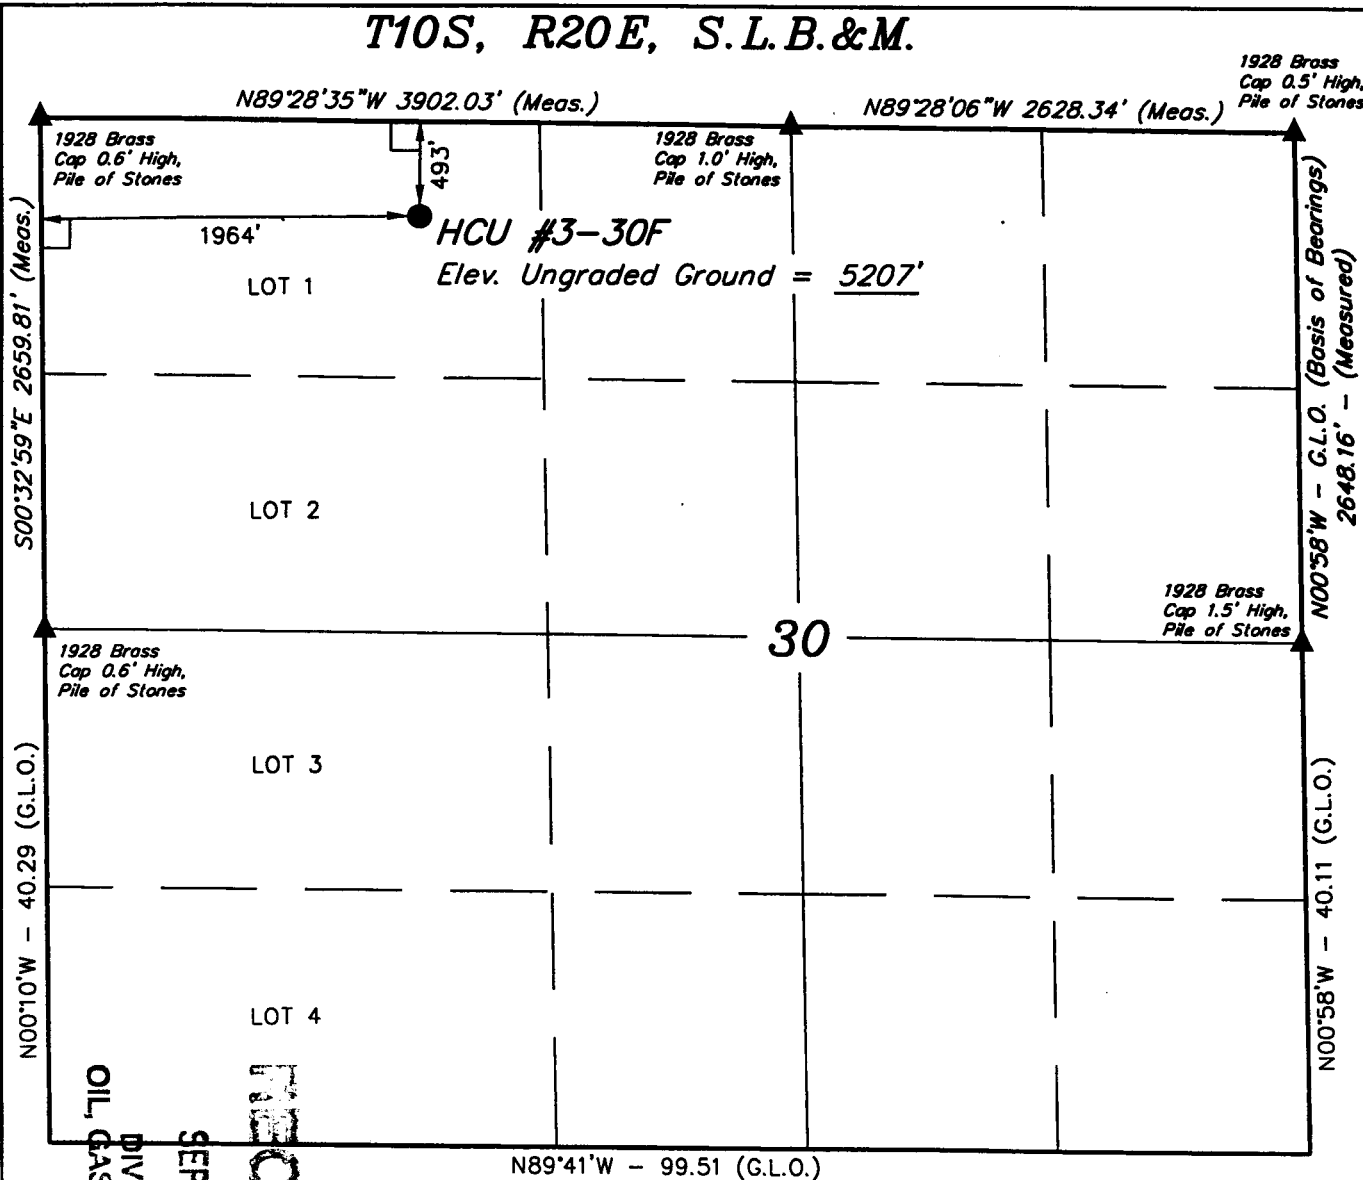 T10S, R20E, S.L.B.&M.
1928 Brass
Cap 0.5' High,
Pile of Stones
N89°28'35"W 3902.03' (Meas.)
N89°28'06"W 2628.34' (Meas.)
1928 Brass
Cap 0.6' High,
Pile of Stones
493'
1928 Brass
Cap 1.0' High,
Pile of Stones
1964'
HCU #3-30F
Elev. Ungraded Ground = 5207'
LOT 1
S00°32'59"E 2659.81' (Meas.)
N00°58'W - G.L.O. (Basis of Bearings)
2648.16' - (Measured)
LOT 2
1928 Brass
Cap 1.5' High,
Pile of Stones
30
1928 Brass
Cap 0.6' High,
Pile of Stones
LOT 3
N00°10'W - 40.29 (G.L.O.)
N00°58'W - 40.11 (G.L.O.)
LOT 4
SEP
DIV
OIL, GAS
N89°41'W - 99.51 (G.L.O.)